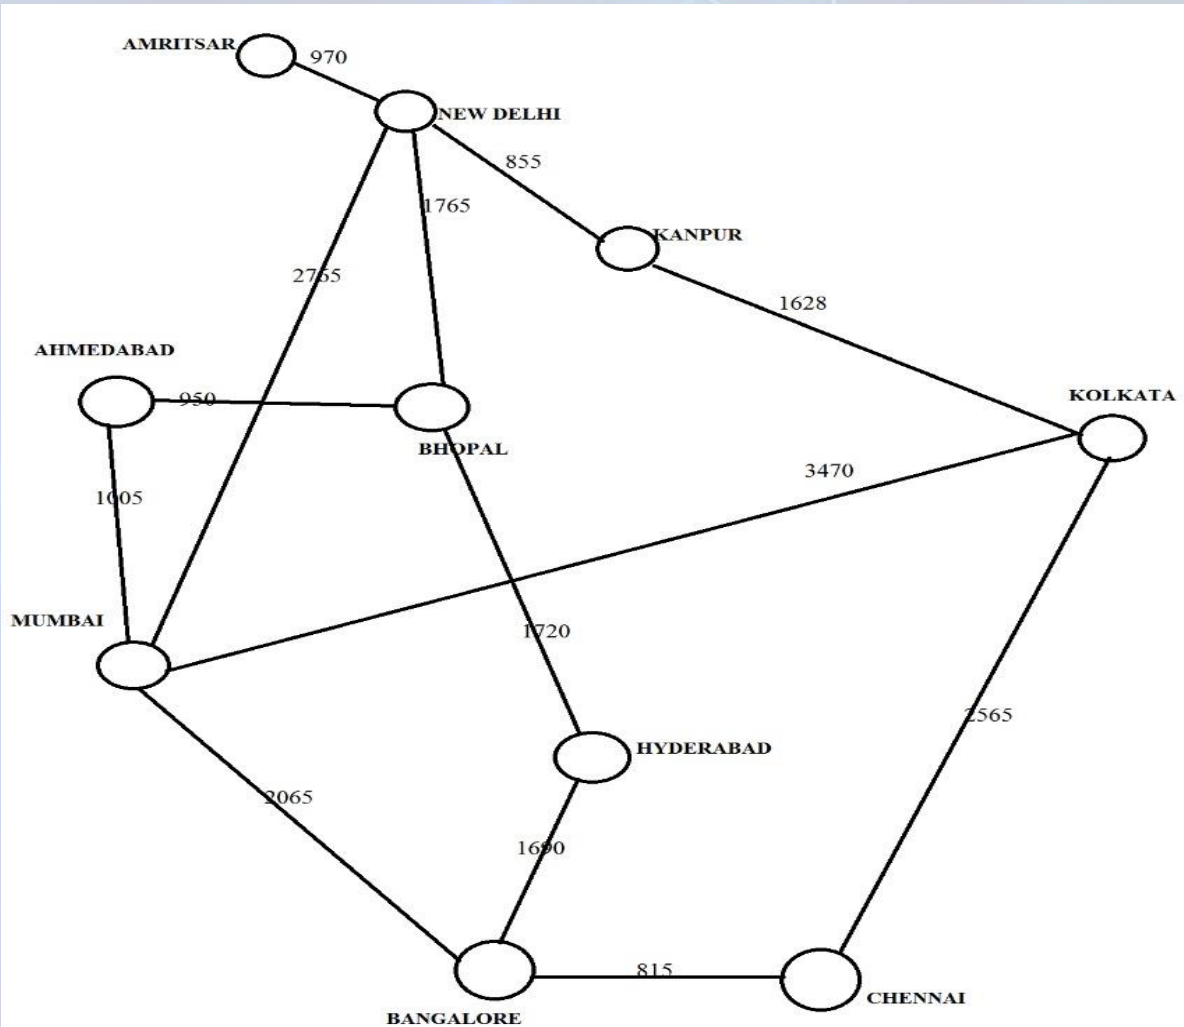 AMRITSAR
970
NEW DELHI
855
1765
KANPUR
2765
1628
AHMEDABAD
950
KOLKATA
BHOPAL
3470
1005
MUMBAI
1720
2565
HYDERABAD
2065
1690
815
CHENNAI
BANGALORE